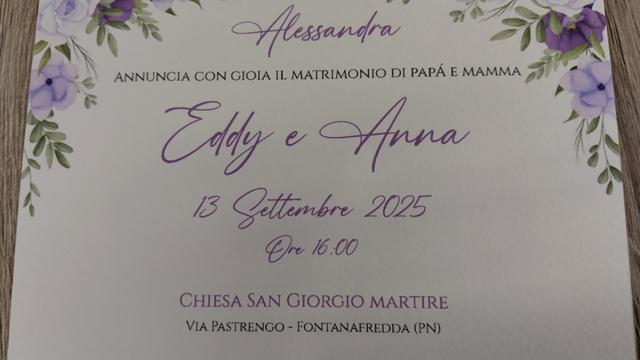 Alessandra
ANNUNCIA CON GIOIA IL MATRIMONIO DI PAPÁ E MAMMA
Eddy e Anna
13 Settembre 2025
Ore 16:00
CHIESA SAN GIORGIO MARTIRE
VIA PASTRENGO - FONTANAFREDDA (PN)